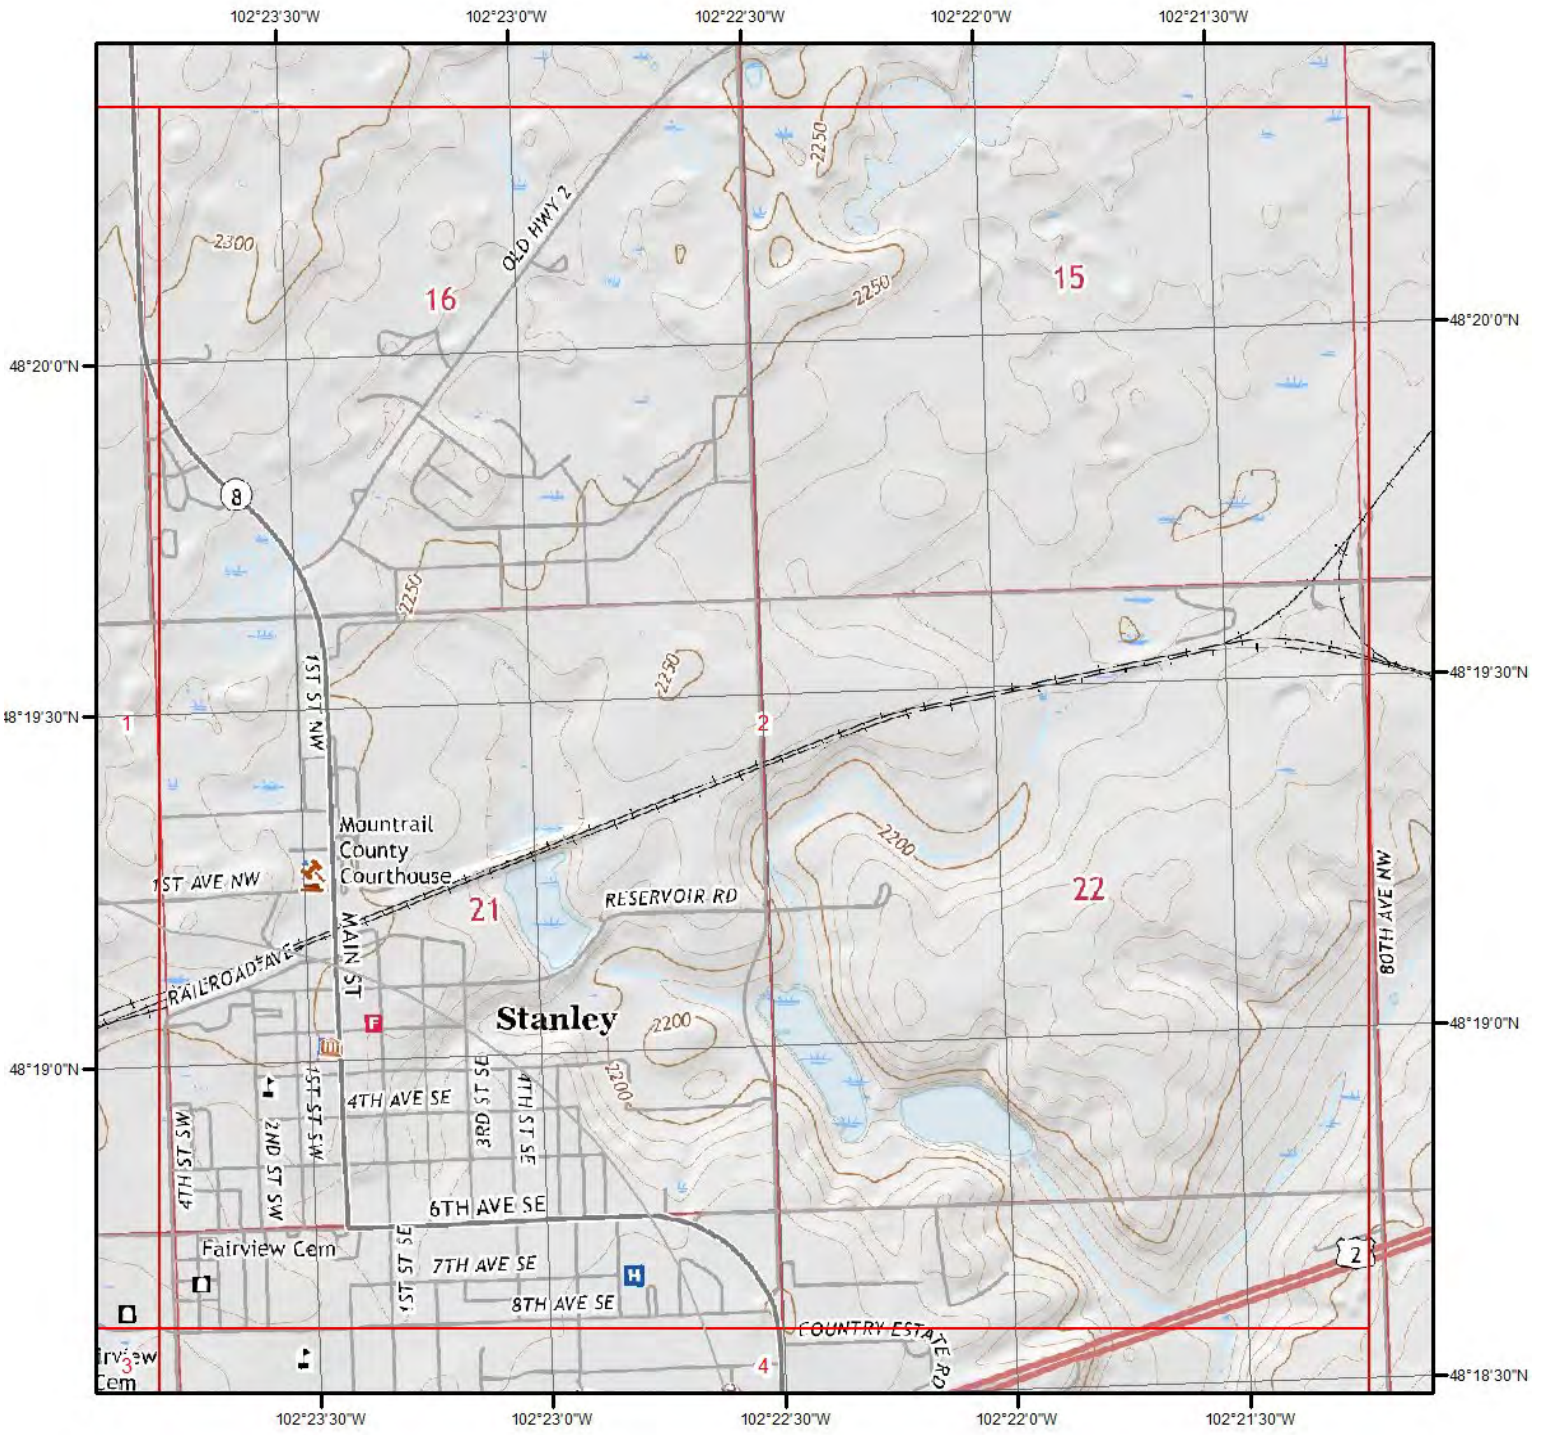 102°23'30"W
102°23'0"W
102°22'30"W
102°22'0"W
102°21'30"W
2250
OLD HWY 2
2300
16
15
2250
48°20'0"N
48°20'0"N
8
2250
1ST ST NW
2250
48°19'30"N
48°19'30"N
1
2
Mountrail
County
Courthouse
2200
1ST AVE NW
RESERVOIR RD
21
22
80TH AVE NW
MAIN ST
RAILROAD AVE
F
Stanley
2200
48°19'0"N
48°19'0"N
2200
4TH AVE SE
3RD ST SE
4TH ST SE
1ST ST SW
2ND ST SW
4TH ST SW
6TH AVE SE
Fairview Cem
1ST ST SE
7TH AVE SE
H
8TH AVE SE
2
COUNTRY ESTATE RD
irview
Cem
3
4
48°18'30"N
102°23'30"W
102°23'0"W
102°22'30"W
102°22'0"W
102°21'30"W